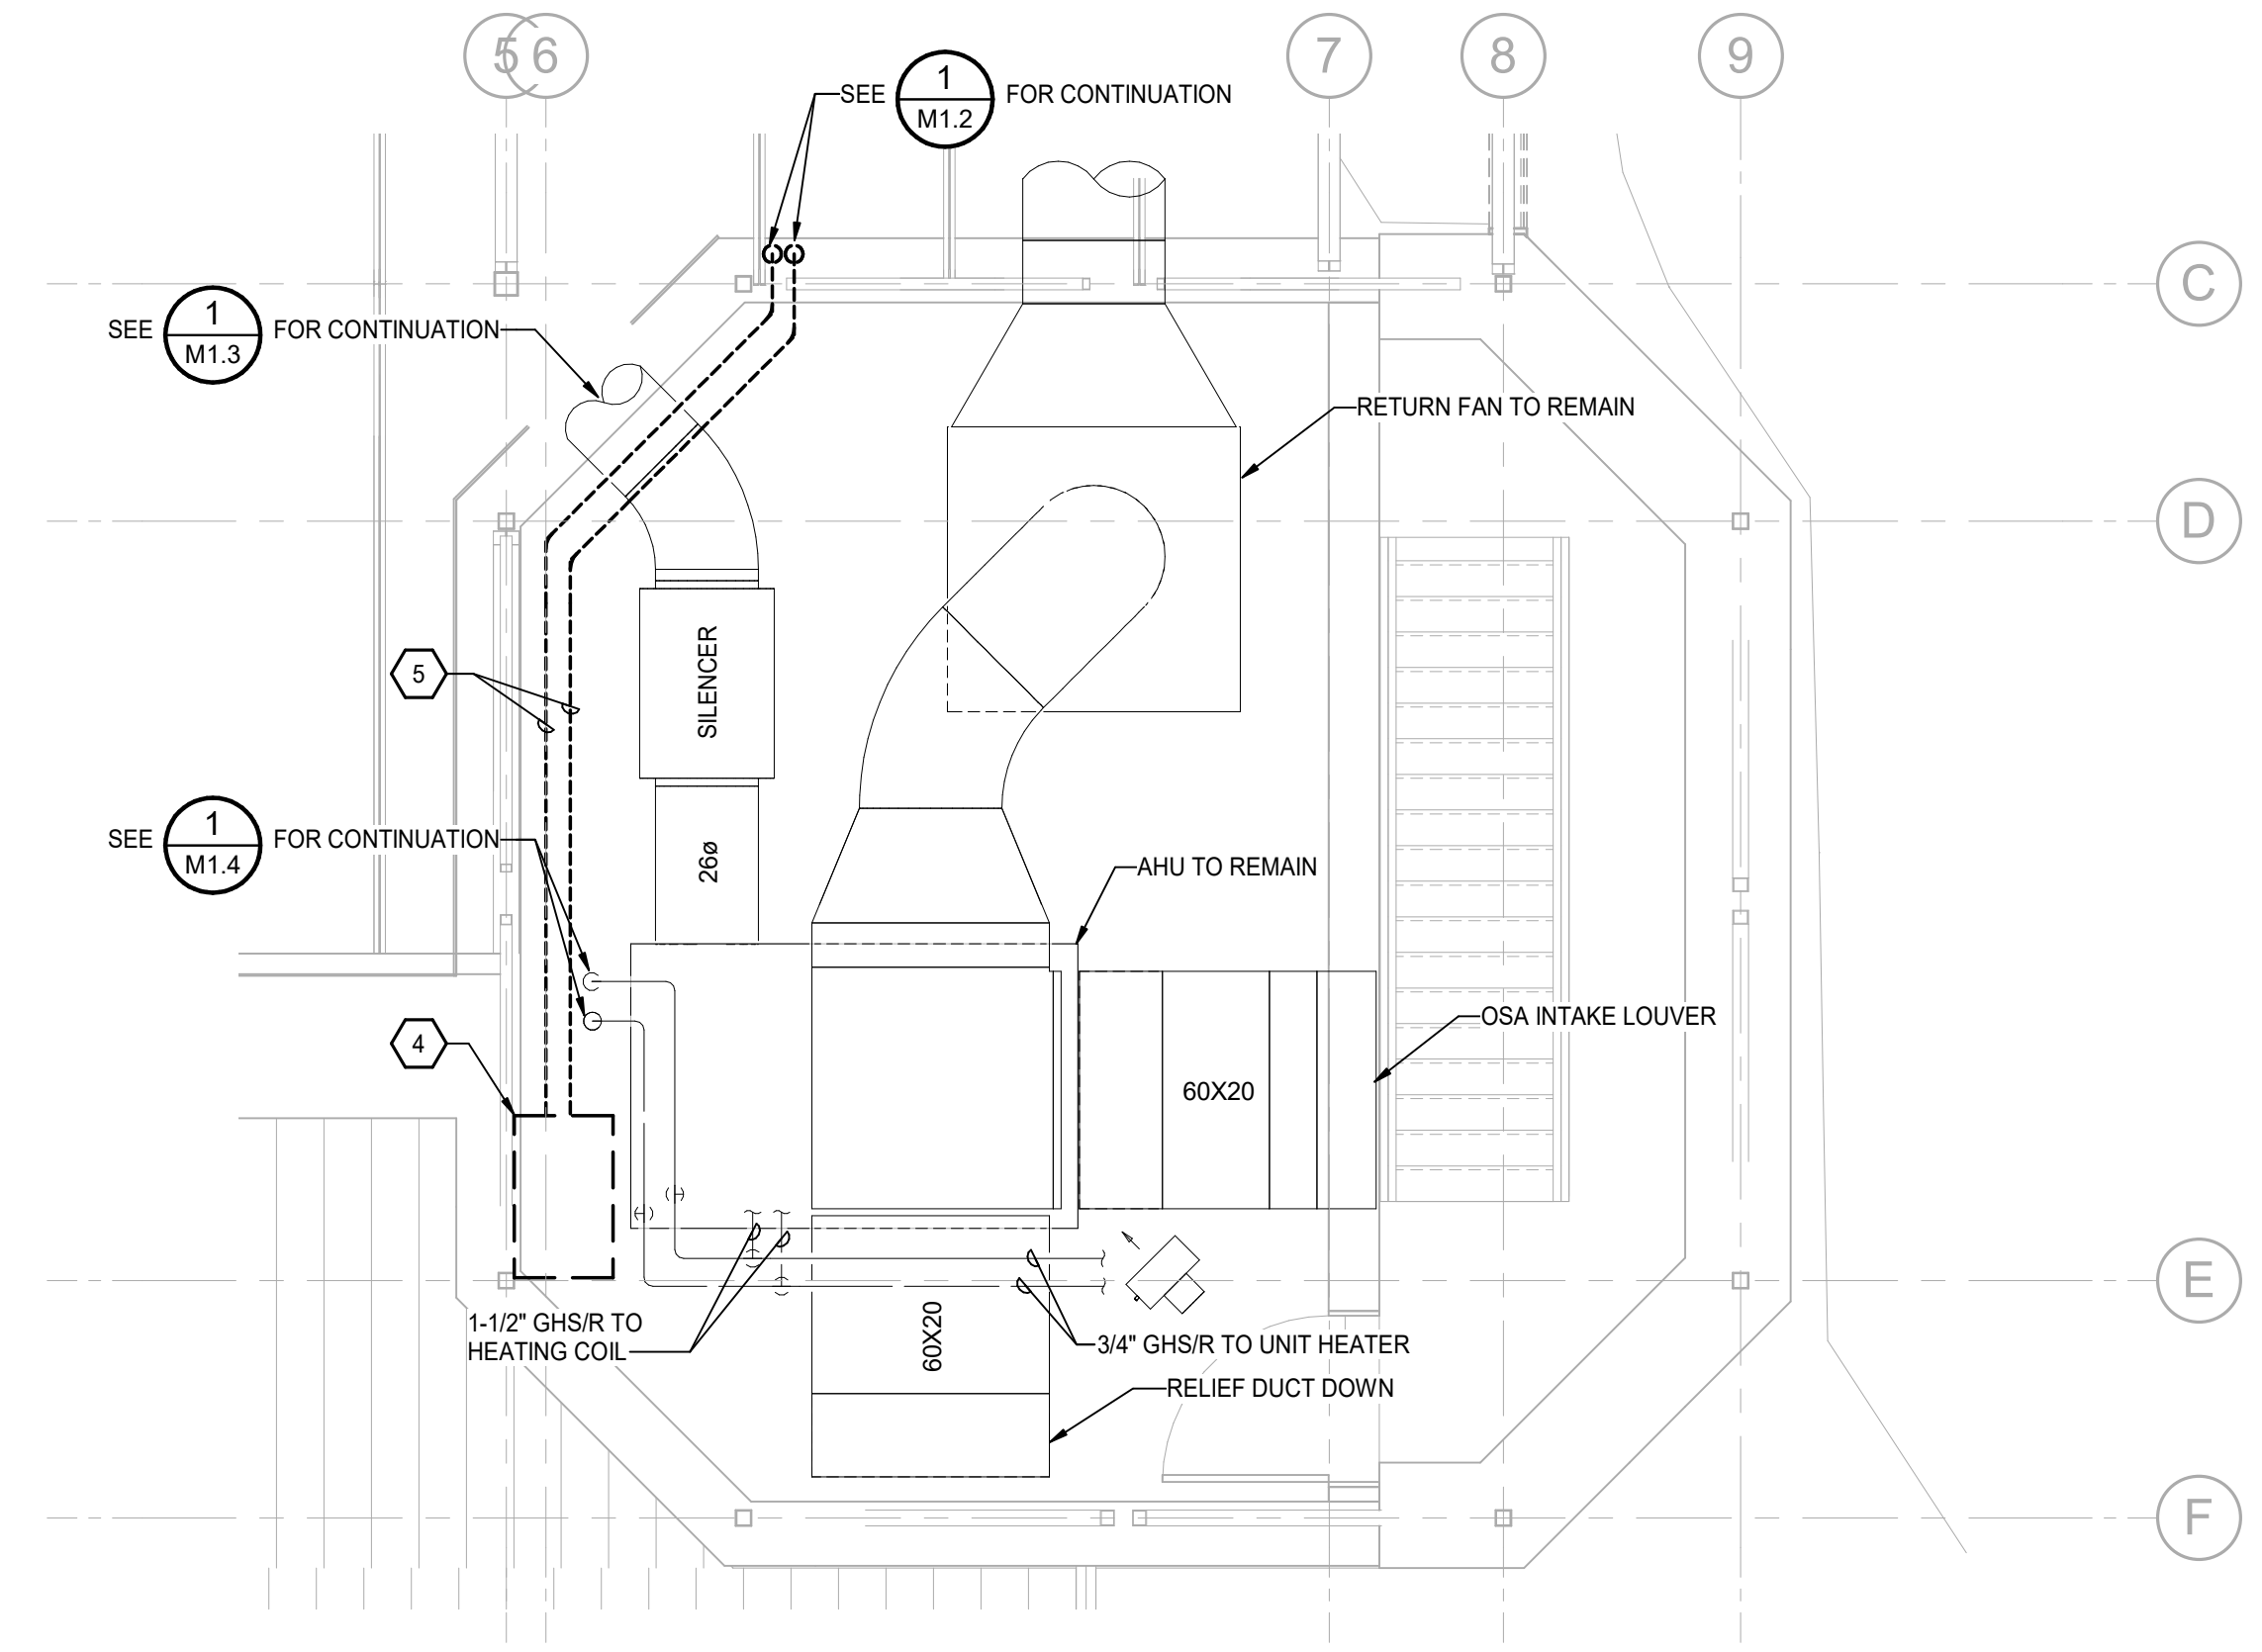 5 6 7 8 9
SEE 1 FOR CONTINUATION
M1.2
C
SEE 1 FOR CONTINUATION
M1.3
RETURN FAN TO REMAIN
D
SILENCER
5
SEE 1 FOR CONTINUATION
M1.4
26ø
AHU TO REMAIN
OSA INTAKE LOUVER
4
60X20
E
1-1/2" GHS/R TO
HEATING COIL
60X20
3/4" GHS/R TO UNIT HEATER
RELIEF DUCT DOWN
F